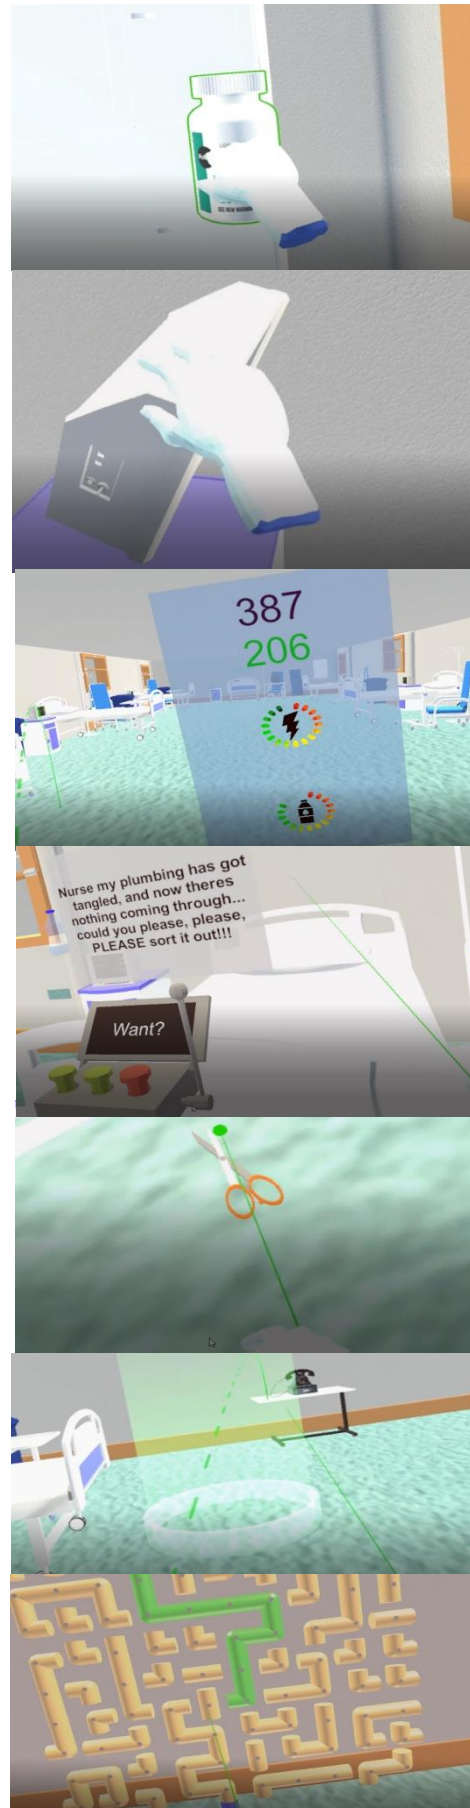 387
206
Nurse my plumbing has got
tangled, and now theres
nothing coming through...
could you please, please,
PLEASE sort it out!!!
Want?